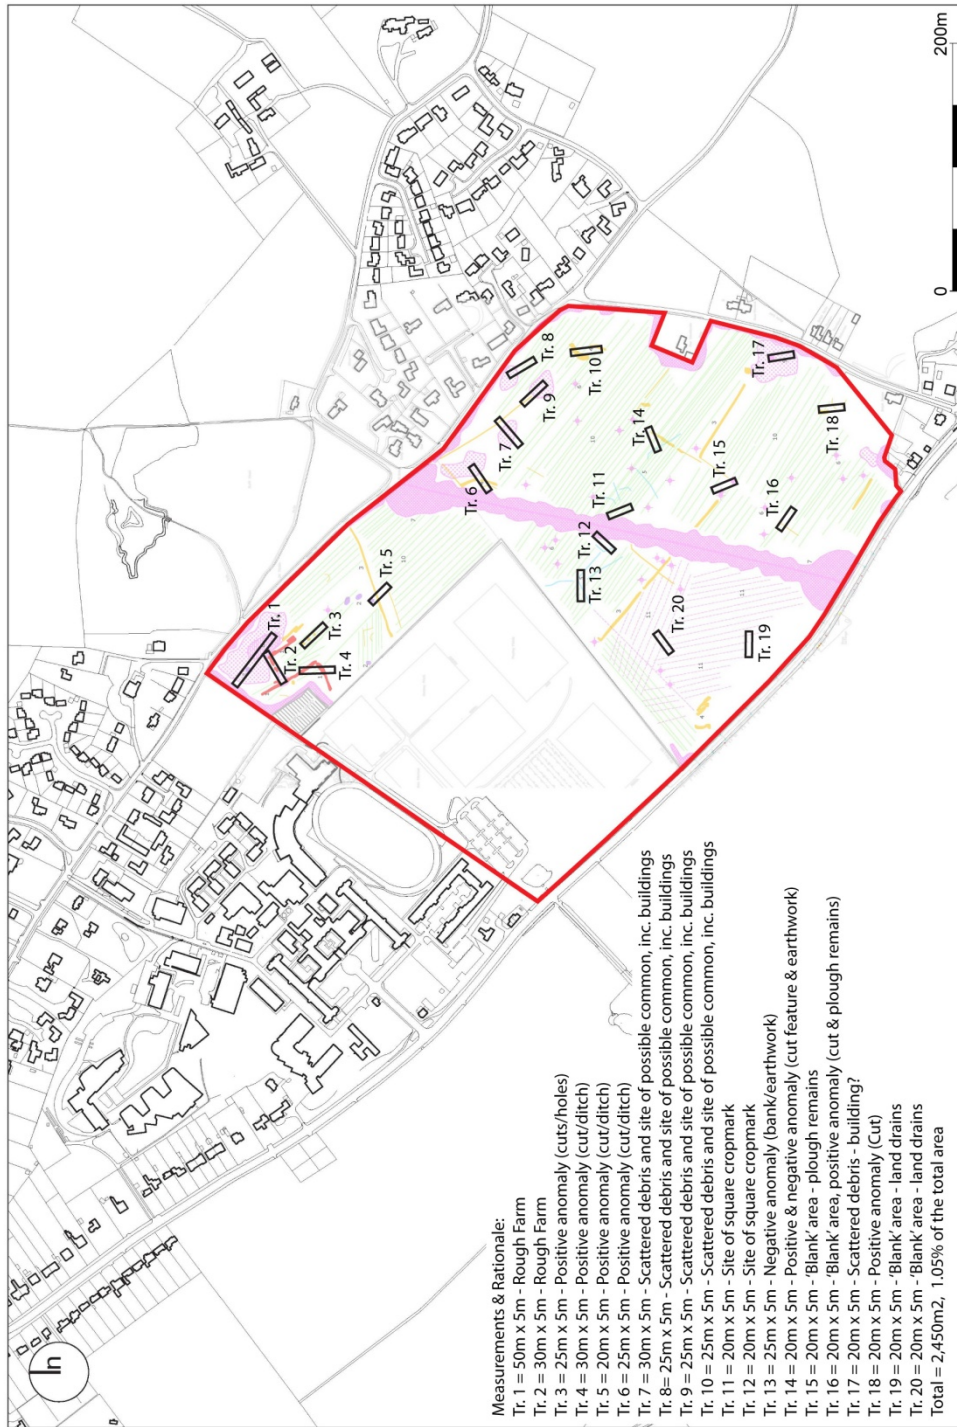 n
Measurements & Rationale:
Tr. 1 = 50m x 5m - Rough Farm
Tr. 2 = 30m x 5m - Rough Farm
Tr. 3 = 25m x 5m - Positive anomaly (cuts/holes)
Tr. 4 = 30m x 5m - Positive anomaly (cut/ditch)
Tr. 5 = 20m x 5m - Positive anomaly (cut/ditch)
Tr. 6 = 25m x 5m - Positive anomaly (cut/ditch)
Tr. 7 = 30m x 5m - Scattered debris and site of possible common, inc. buildings
Tr. 8= 25m x 5m - Scattered debris and site of possible common, inc. buildings
Tr. 9 = 25m x 5m - Scattered debris and site of possible common, inc. buildings
Tr. 10 = 25m x 5m - Scattered debris and site of possible common, inc. buildings
Tr. 11 = 20m x 5m - Site of square cropmark
Tr. 12 = 20m x 5m - Site of square cropmark
Tr. 13 = 25m x 5m - Negative anomaly (bank/earthwork)
Tr. 14 = 20m x 5m - Positive & negative anomaly (cut feature & earthwork)
Tr. 15 = 20m x 5m - 'Blank' area - plough remains
Tr. 16 = 20m x 5m - 'Blank' area, positive anomaly (cut & plough remains)
Tr. 17 = 20m x 5m - Scattered debris - building?
Tr. 18 = 20m x 5m - Positive anomaly (Cut)
Tr. 19 = 20m x 5m - 'Blank' area - land drains
Tr. 20 = 20m x 5m - 'Blank' area - land drains
Total = 2,450m2, 1.05% of the total area
Tr. 1
Tr. 2
Tr. 3
Tr. 4
Tr. 5
Tr. 6
Tr. 7
Tr. 8
Tr. 9
Tr. 10
Tr. 11
Tr. 12
Tr. 13
Tr. 14
Tr. 15
Tr. 16
Tr. 17
Tr. 18
Tr. 19
Tr. 20
0
200m